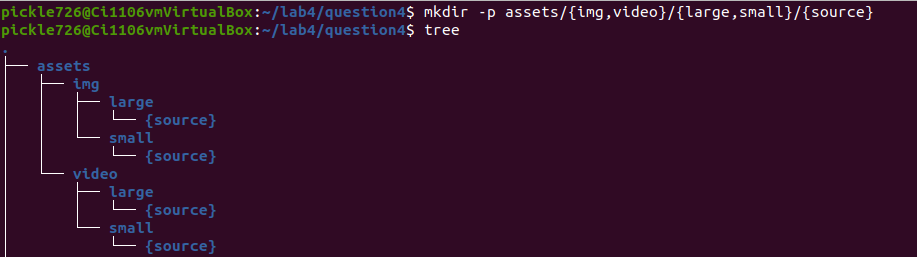 pickle726@Ci1106vmVirtualBox:~/lab4/question4$ mkdir -p assets/{img,video}/{large,small}/{source}
pickle726@Ci1106vmVirtualBox:~/lab4/question4$ tree
.
├── assets
│   ├── img
│   │   ├── large
│   │   │   └── {source}
│   │   └── small
│   │       └── {source}
│   └── video
│       ├── large
│       │   └── {source}
│       └── small
│           └── {source}